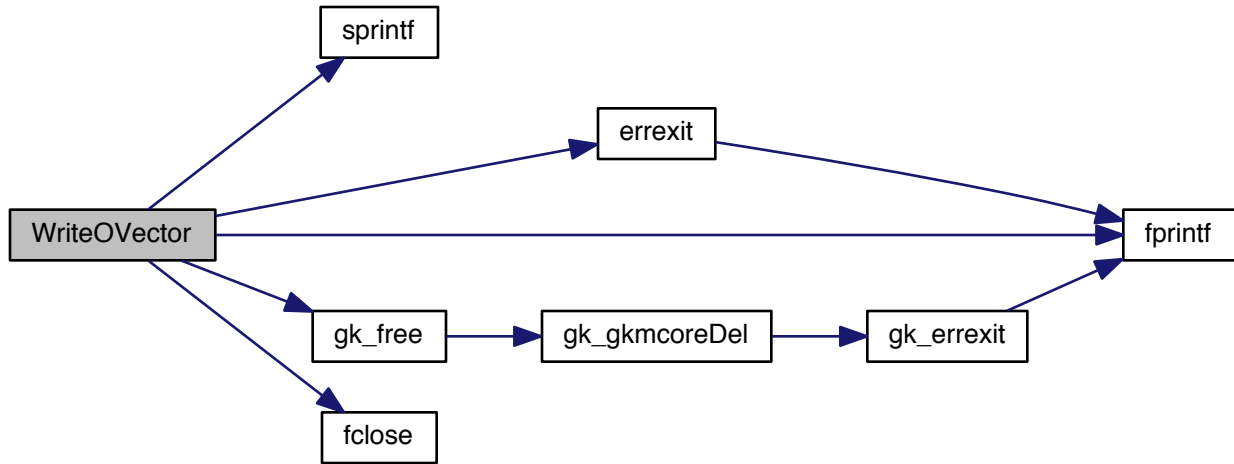 sprintf
errexit
WriteOVector
fprintf
gk_free
gk_gkmcoreDel
gk_errexit
fclose